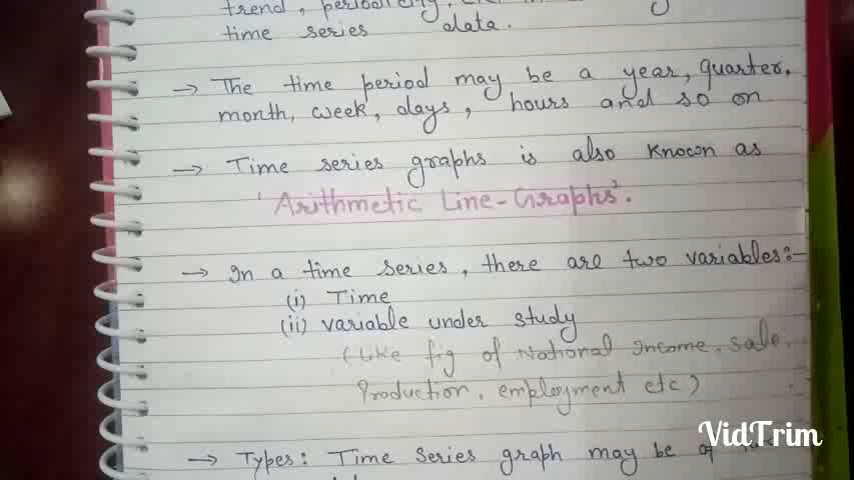 trend, periodicity,
time series data.
→ The time period may be a year, quarter,
month, week, days, hours and so on.
→ Time series graphs is also known as
'Arithmetic Line-Graphs'.
→ In a time series, there are two variables:-
(i) Time
(ii) variable under study
(Like fig of National Income, sale,
Production, employment etc)
→ Types: Time series graph may be of
VidTrim